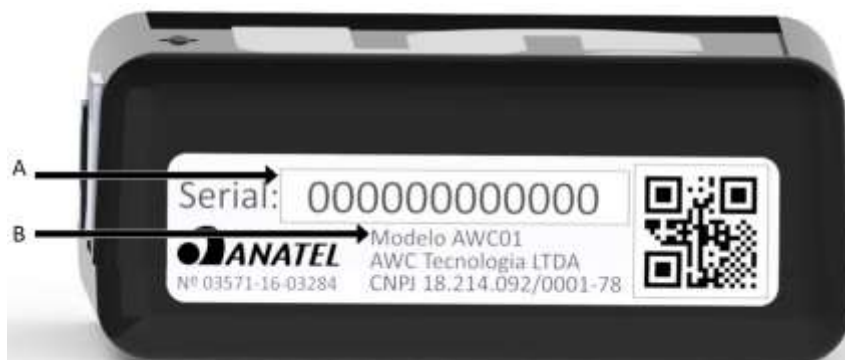 A
Serial: 000000000000
B
ANATEL
Modelo AWC01
AWC Tecnologia LTDA
Nº 03571-16-03284
CNPJ 18.214.092/0001-78